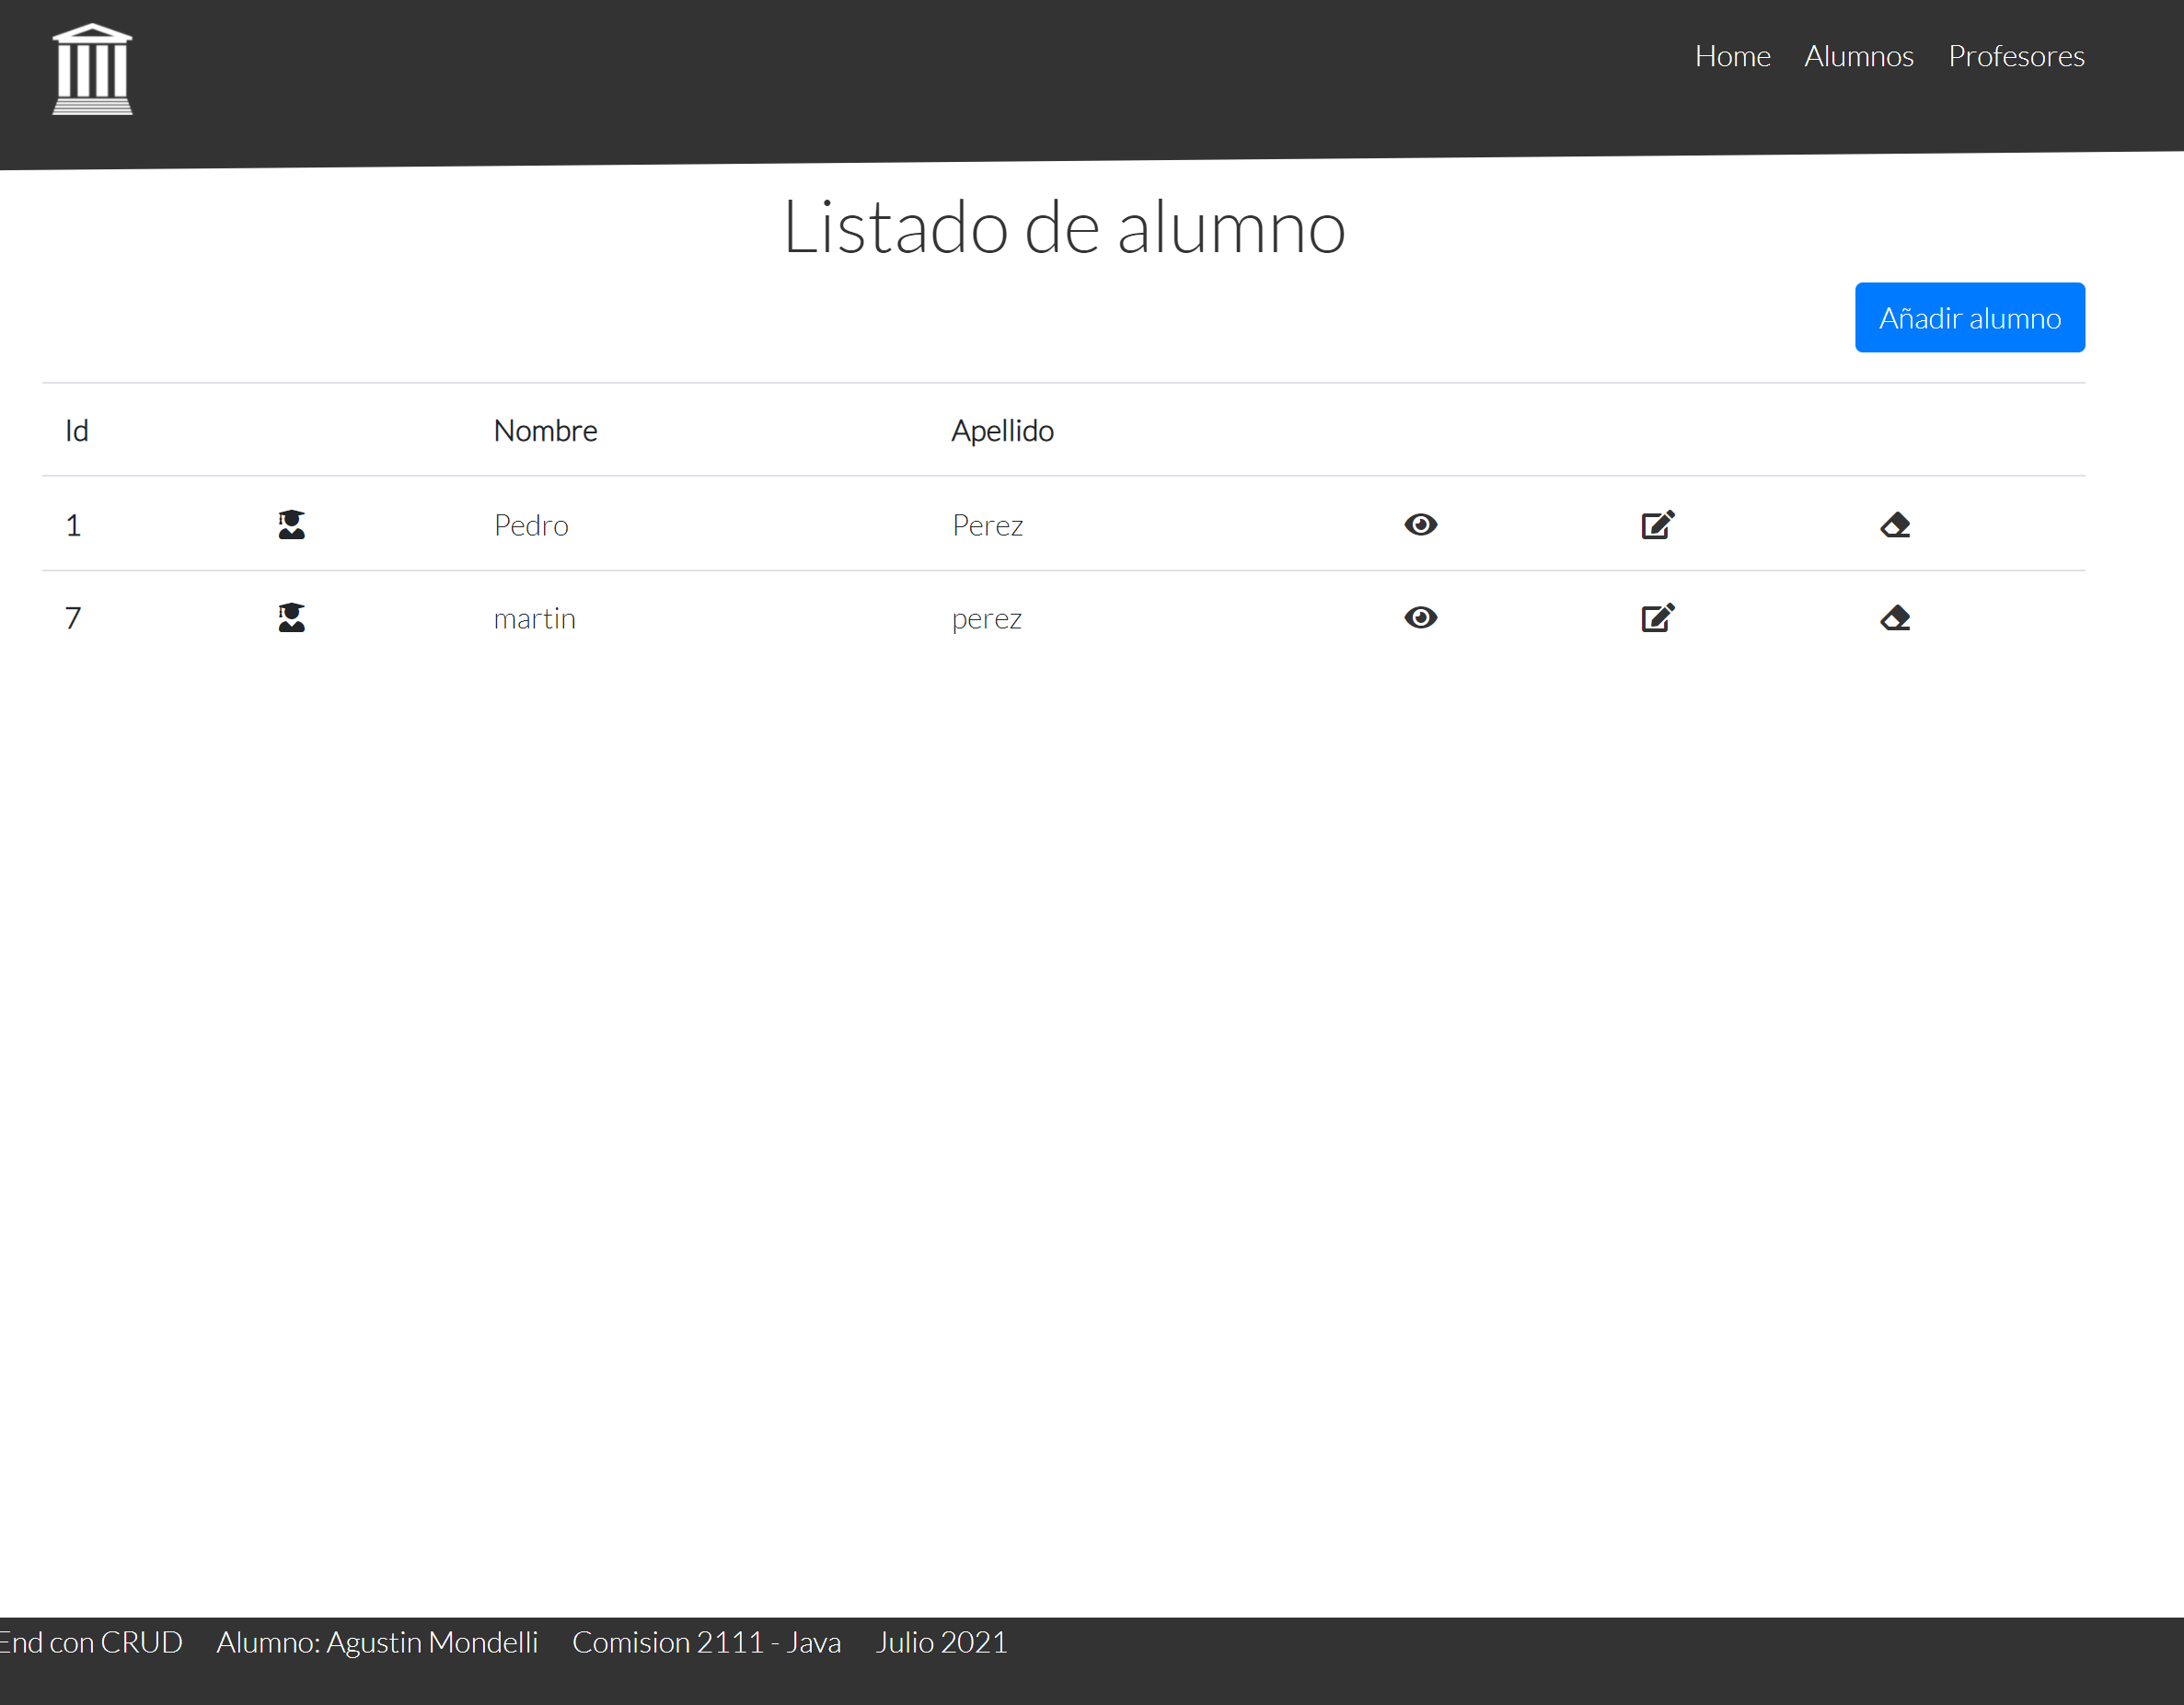 Home Alumnos Profesores
Listado de alumno
Añadir alumno
Id Nombre Apellido
1 Pedro Perez
7 martin perez
End con CRUD Alumno: Agustin Mondelli Comision 2111 - Java Julio 2021